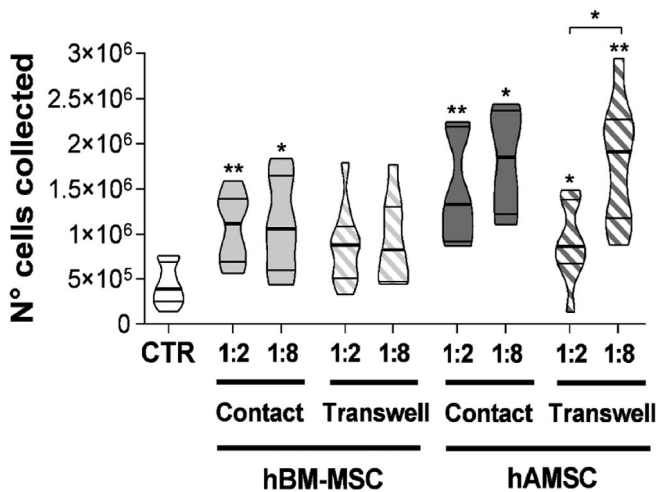 *
** * ** * * **
3×10⁶
2.5×10⁶
2×10⁶
1.5×10⁶
1×10⁶
5×10⁵
0
N° cells collected
CTR 1:2 1:8 1:2 1:8 1:2 1:8 1:2 1:8
Contact Transwell Contact Transwell
hBM-MSC hAMSC